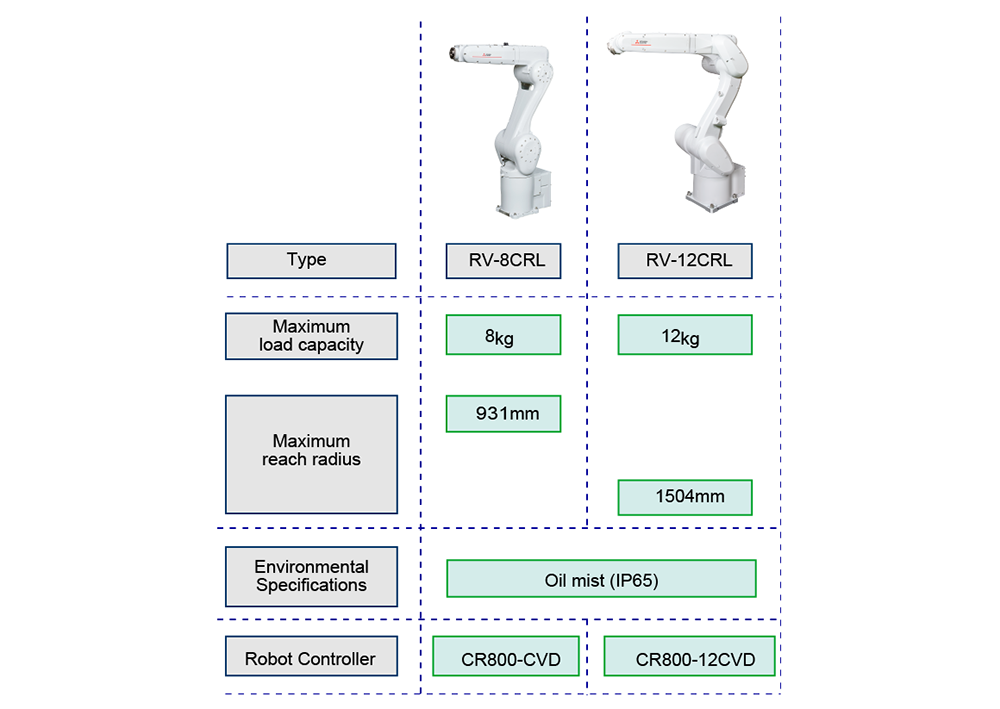 Type
RV-8CRL
RV-12CRL
Maximum
load capacity
8kg
12kg
Maximum
reach radius
931mm
1504mm
Environmental
Specifications
Oil mist (IP65)
Robot Controller
CR800-CVD
CR800-12CVD